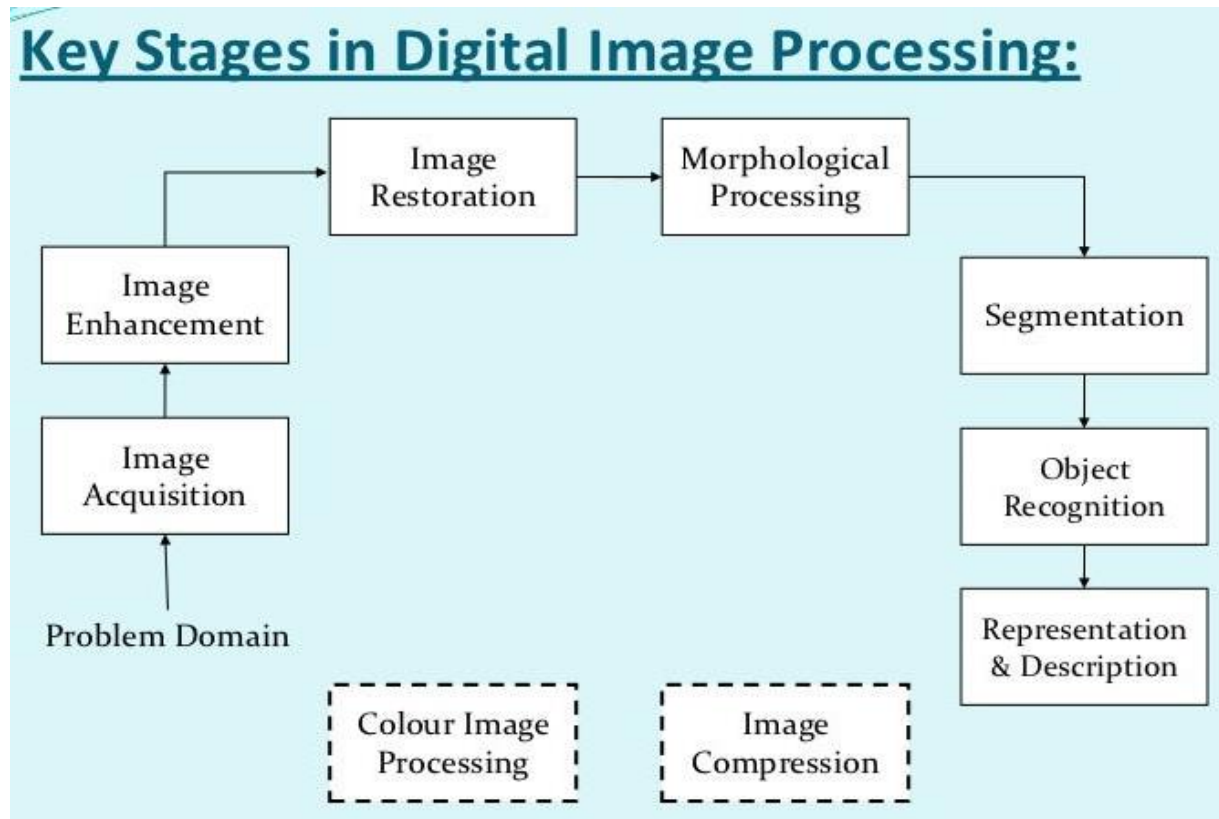 Key Stages in Digital Image Processing:
Image
Restoration
Morphological
Processing
Image
Enhancement
Segmentation
Image
Acquisition
Object
Recognition
Problem Domain
Representation
& Description
Colour Image
Processing
Image
Compression